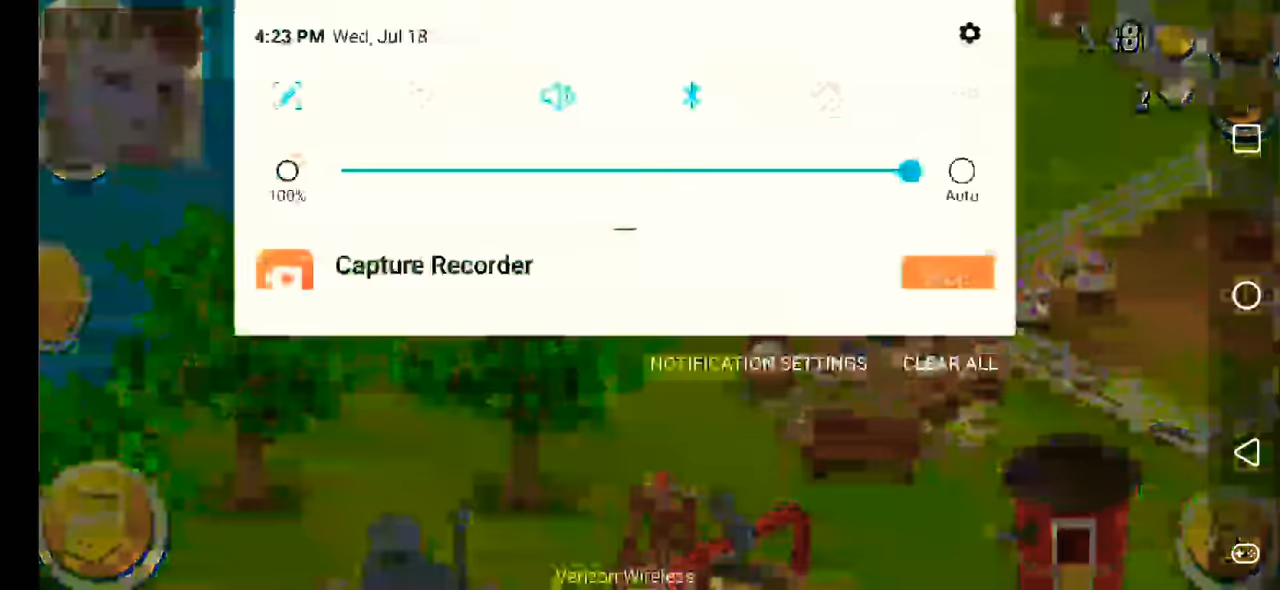 4:23 PM Wed, Jul 18
100%
Auto
Capture Recorder
NOTIFICATION SETTINGS CLEAR ALL
Verizon Wireless